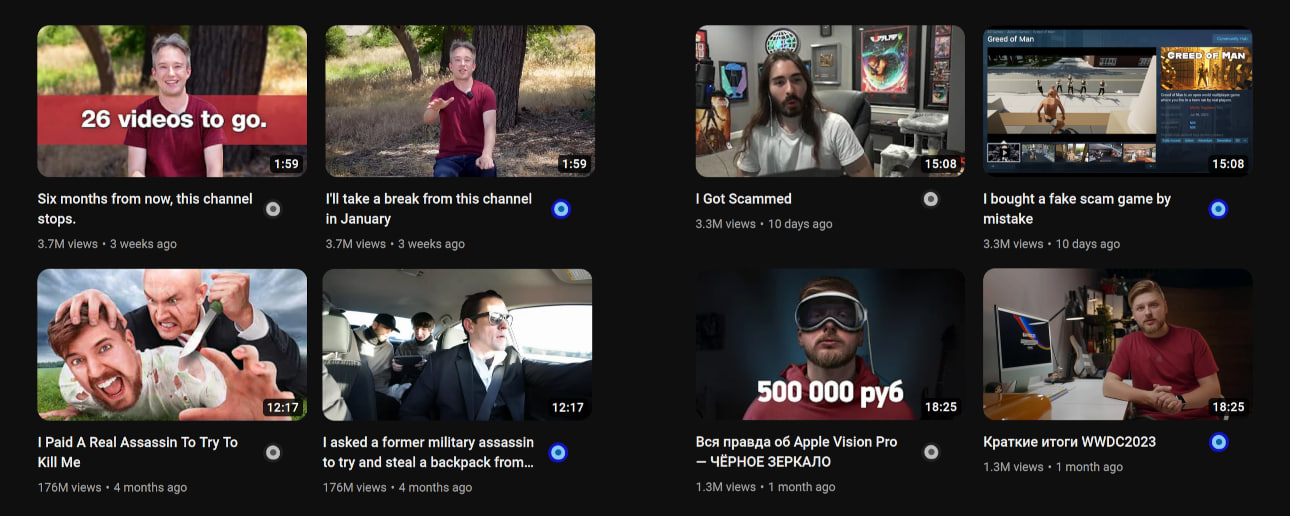 26 videos to go.
1:59
1:59
15:08
Greed of Man
Community Hub
GREED OF MAN
15:08
Six months from now, this channel
stops.
3.7M views • 3 weeks ago
I'll take a break from this channel
in January
3.7M views • 3 weeks ago
I Got Scammed
3.3M views • 10 days ago
I bought a fake scam game by
mistake
3.3M views • 10 days ago
12:17
12:17
500 000 руб
18:25
18:25
I Paid A Real Assassin To Try To
Kill Me
176M views • 4 months ago
I asked a former military assassin
to try and steal a backpack from...
176M views • 4 months ago
Вся правда об Apple Vision Pro
— ЧЁРНОЕ ЗЕРКАЛО
1.3M views • 1 month ago
Краткие итоги WWDC2023
1.3M views • 1 month ago